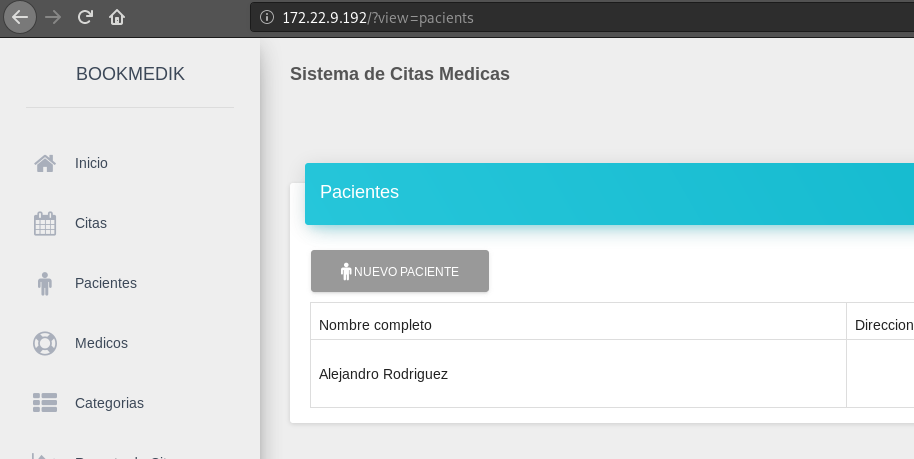 172.22.9.192/?view=pacients
BOOKMEDIK
Sistema de Citas Medicas
Inicio
Citas
Pacientes
Medicos
Categorias
Pacientes
NUEVO PACIENTE
Nombre completo
Direccion
Alejandro Rodriguez